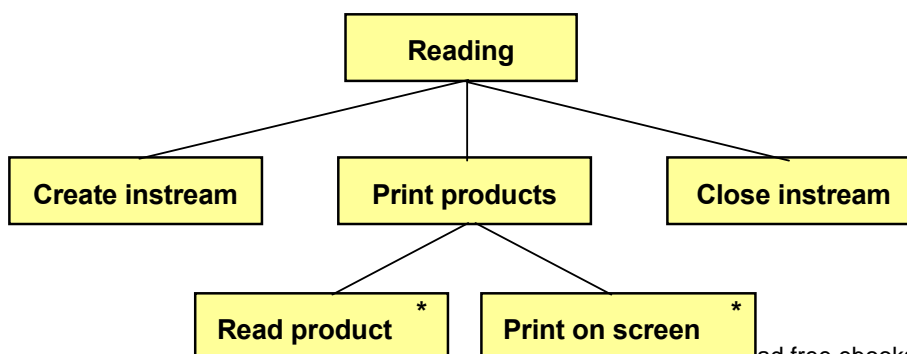 Reading
Create instream
Print products
Close instream
Read product *
Print on screen *